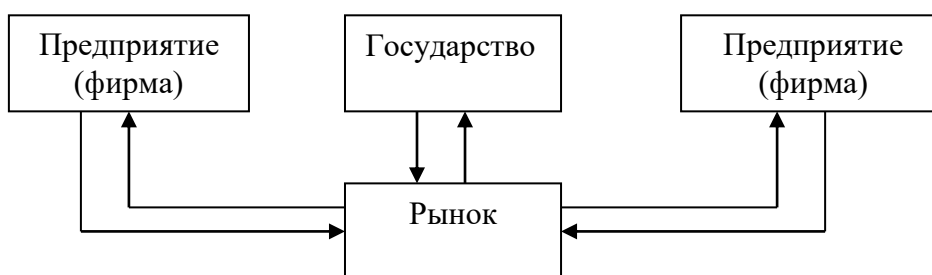 Предприятие
(фирма)
Государство
Предприятие
(фирма)
Рынок